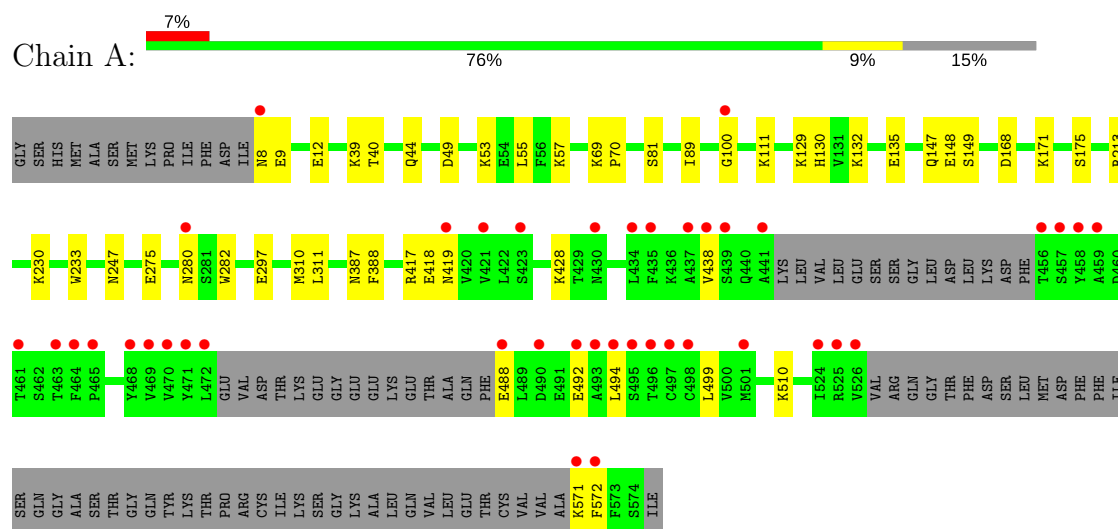 7%
Chain A:
76% 9% 15%
GLY SER HIS MET ALA SER MET LYS PRO ILE PHE ASP ILE N8 E9 E12 K39 T40 Q44 D49 K53 E54 L55 F56 K57 K69 P70 S81 I89 G100 K111 K129 H130 V131 K132 E135 Q147 E148 S149 D168 K171 S175
K230 W233 N247 E275 N280 S281 W282 E297 M310 L311 N387 F388 R417 E418 N419 V420 V421 L422 S423 K428 T429 N430 L434 F435 K436 A437 V438 S439 Q440 A441 LYS LEU VAL LEU GLU SER SER GLY LEU ASP LEU LYS ASP PHE T456 S457 Y458 A459
T461 S462 T463 F464 P465 Y468 V469 V470 Y471 L472 GLU VAL ASP THR LYS GLU GLY GLU GLU LYS GLU THR ALA GLN PHE E488 L489 D490 E491 E492 A493 L494 S495 T496 C497 C498 L499 V500 M501 K510 I524 R525 V526 VAL ARG GLN GLY THR PHE ASP SER LEU MET ASP PHE PHE
SER GLN GLY ALA SER THR GLY GLN TYR LYS THR PRO ARG CYS ILE LYS SER GLY LYS ALA LEU GLN VAL LEU GLU THR CYS VAL VAL ALA K571 F572 F573 S574 ILE